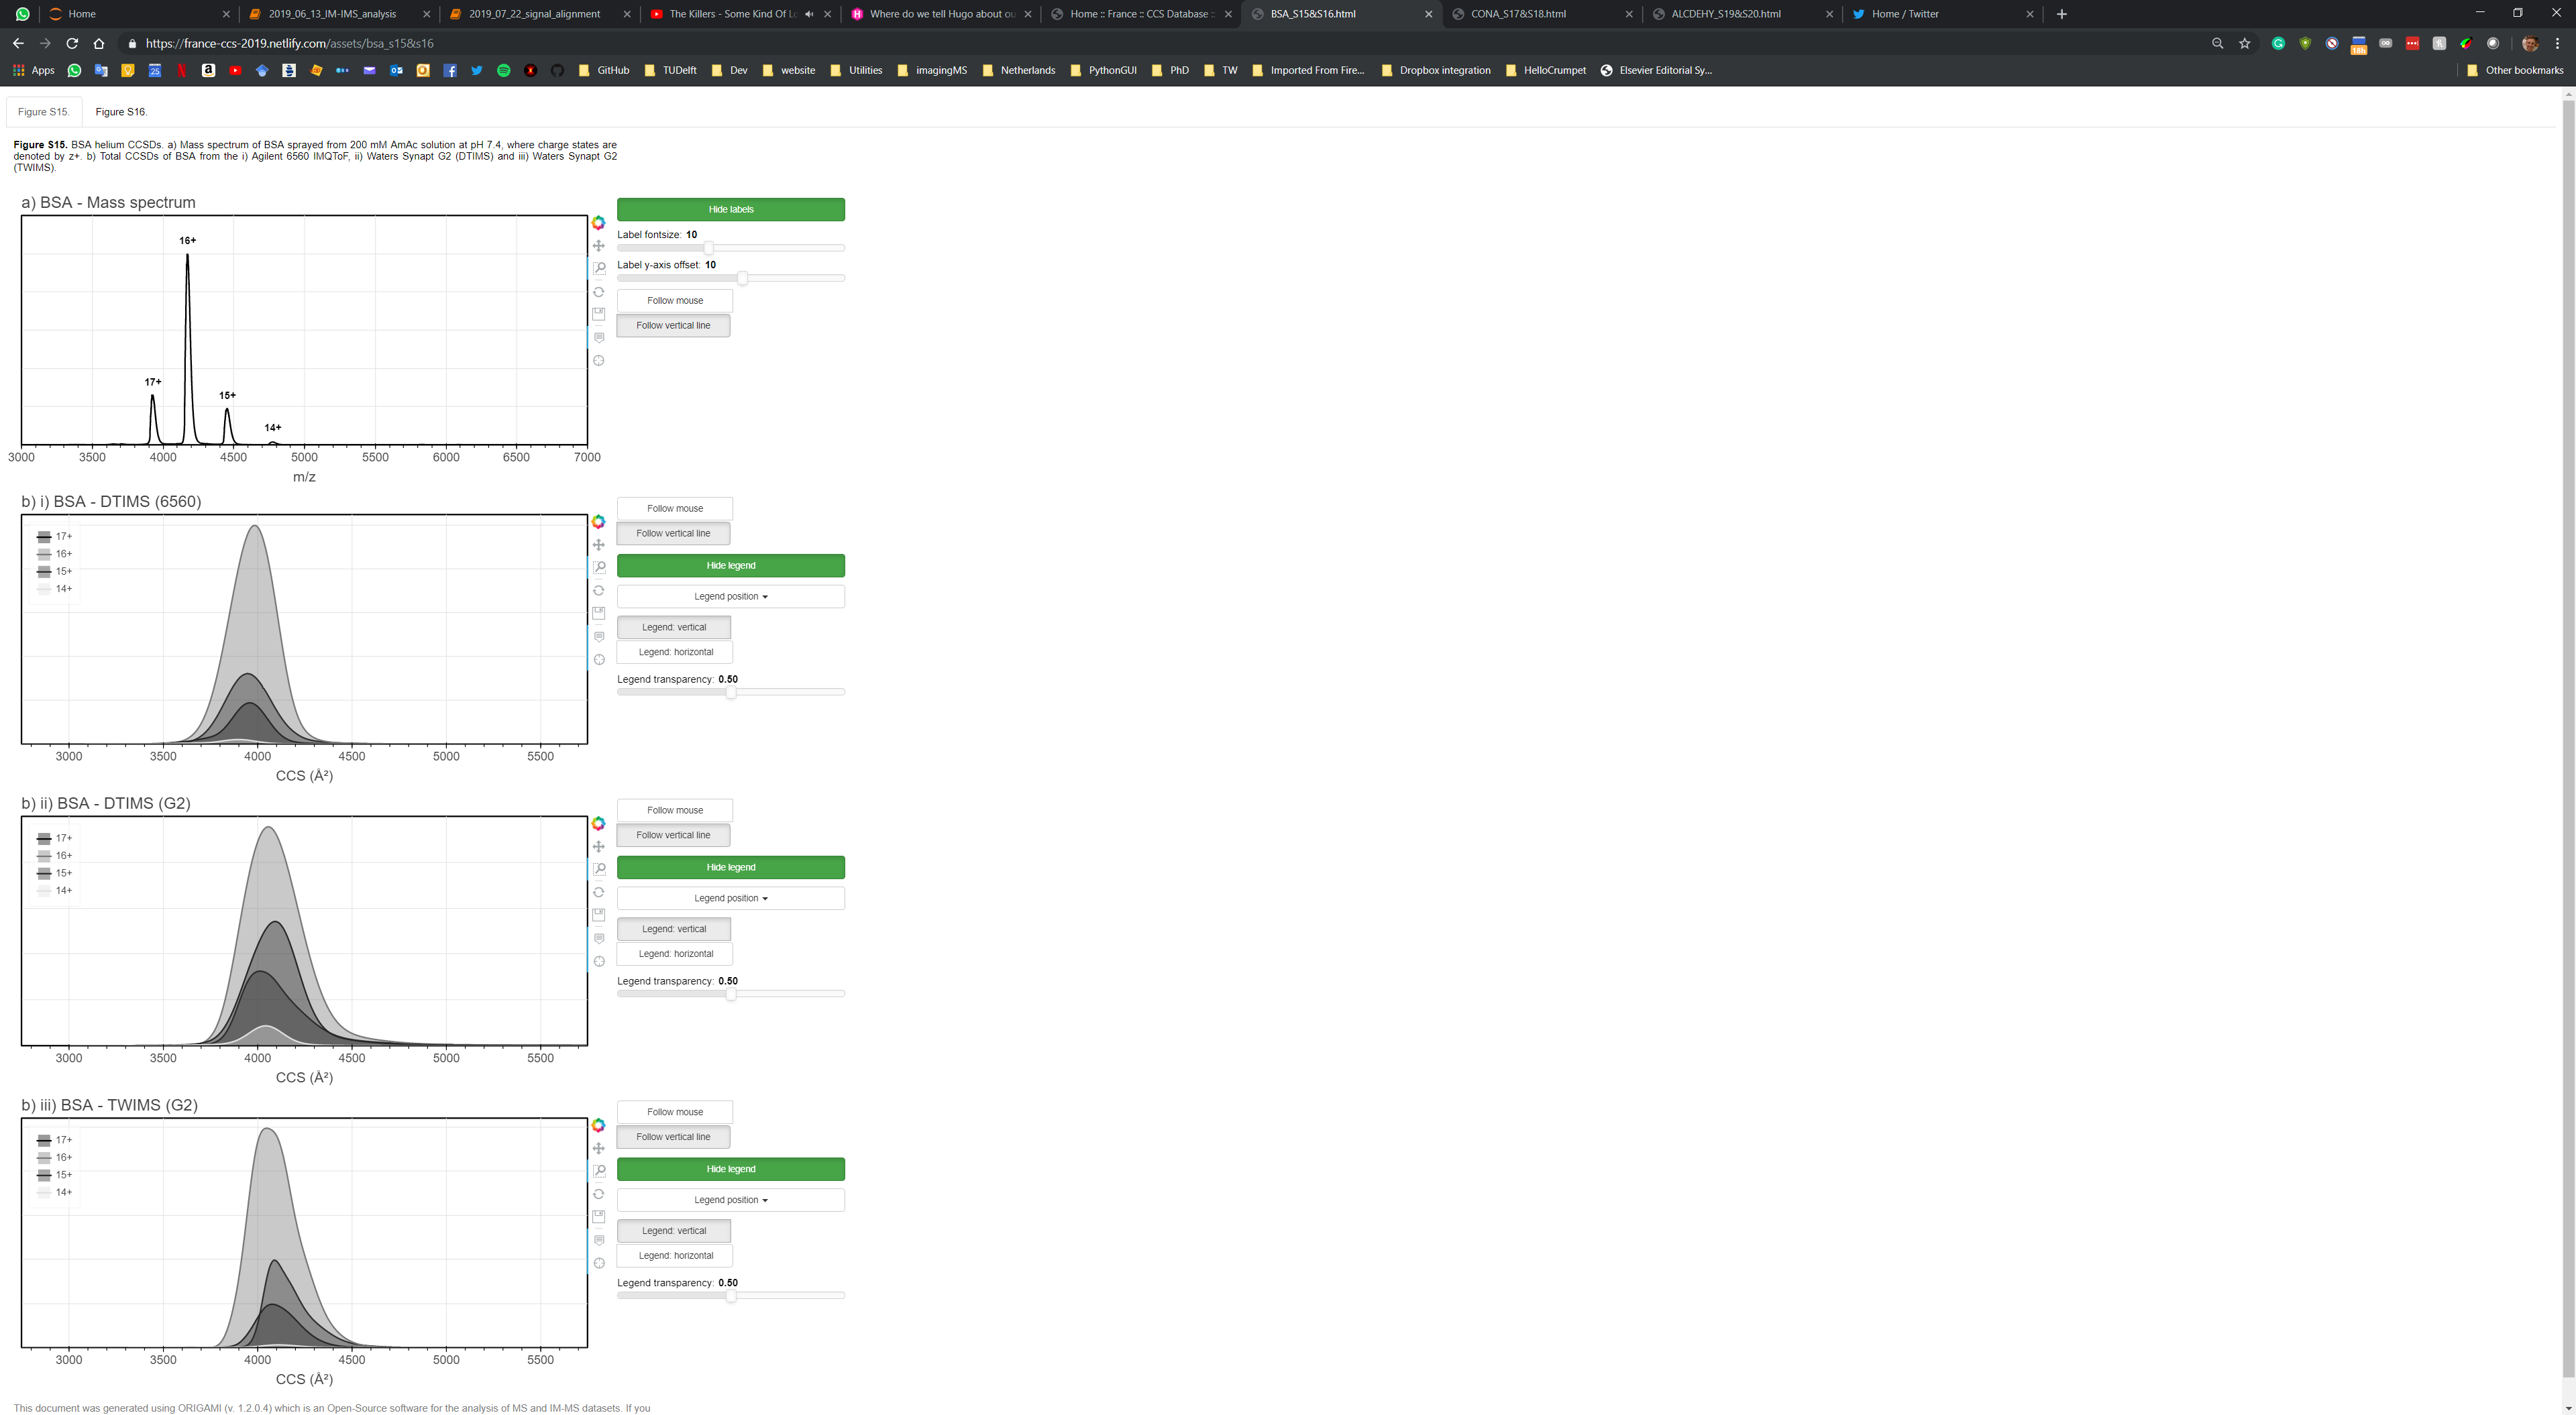 Home
2019_06_13_IM-IMS_analysis
2019_07_22_signal_alignment
The Killers - Some Kind Of Lo
Where do we tell Hugo about ou
Home :: France :: CCS Database :
BSA_S15&S16.html
CONA_S17&S18.html
ALCDEHY_S19&S20.html
Home / Twitter
https://france-ccs-2019.netlify.com/assets/bsa_s15&s16
18h
Apps
25
GitHub
TUDelft
Dev
website
Utilities
imagingMS
Netherlands
PythonGUI
PhD
TW
Imported From Fire...
Dropbox integration
HelloCrumpet
Elsevier Editorial Sy...
Other bookmarks
Figure S15. Figure S16.
Figure S15. BSA helium CCSDs. a) Mass spectrum of BSA sprayed from 200 mM AmAc solution at pH 7.4, where charge states are
denoted by z+. b) Total CCSDs of BSA from the i) Agilent 6560 IMQToF, ii) Waters Synapt G2 (DTIMS) and iii) Waters Synapt G2
(TWIMS).
a) BSA - Mass spectrum
16+
17+
15+
14+
3000 3500 4000 4500 5000 5500 6000 6500 7000
m/z
Hide labels
Label fontsize: 10
Label y-axis offset: 10
Follow mouse
Follow vertical line
b) i) BSA - DTIMS (6560)
17+
16+
15+
14+
3000 3500 4000 4500 5000 5500
CCS (Å²)
Follow mouse
Follow vertical line
Hide legend
Legend position
Legend: vertical
Legend: horizontal
Legend transparency: 0.50
b) ii) BSA - DTIMS (G2)
17+
16+
15+
14+
3000 3500 4000 4500 5000 5500
CCS (Å²)
Follow mouse
Follow vertical line
Hide legend
Legend position
Legend: vertical
Legend: horizontal
Legend transparency: 0.50
b) iii) BSA - TWIMS (G2)
17+
16+
15+
14+
3000 3500 4000 4500 5000 5500
CCS (Å²)
Follow mouse
Follow vertical line
Hide legend
Legend position
Legend: vertical
Legend: horizontal
Legend transparency: 0.50
This document was generated using ORIGAMI (v. 1.2.0.4) which is an Open-Source software for the analysis of MS and IM-MS datasets. If you